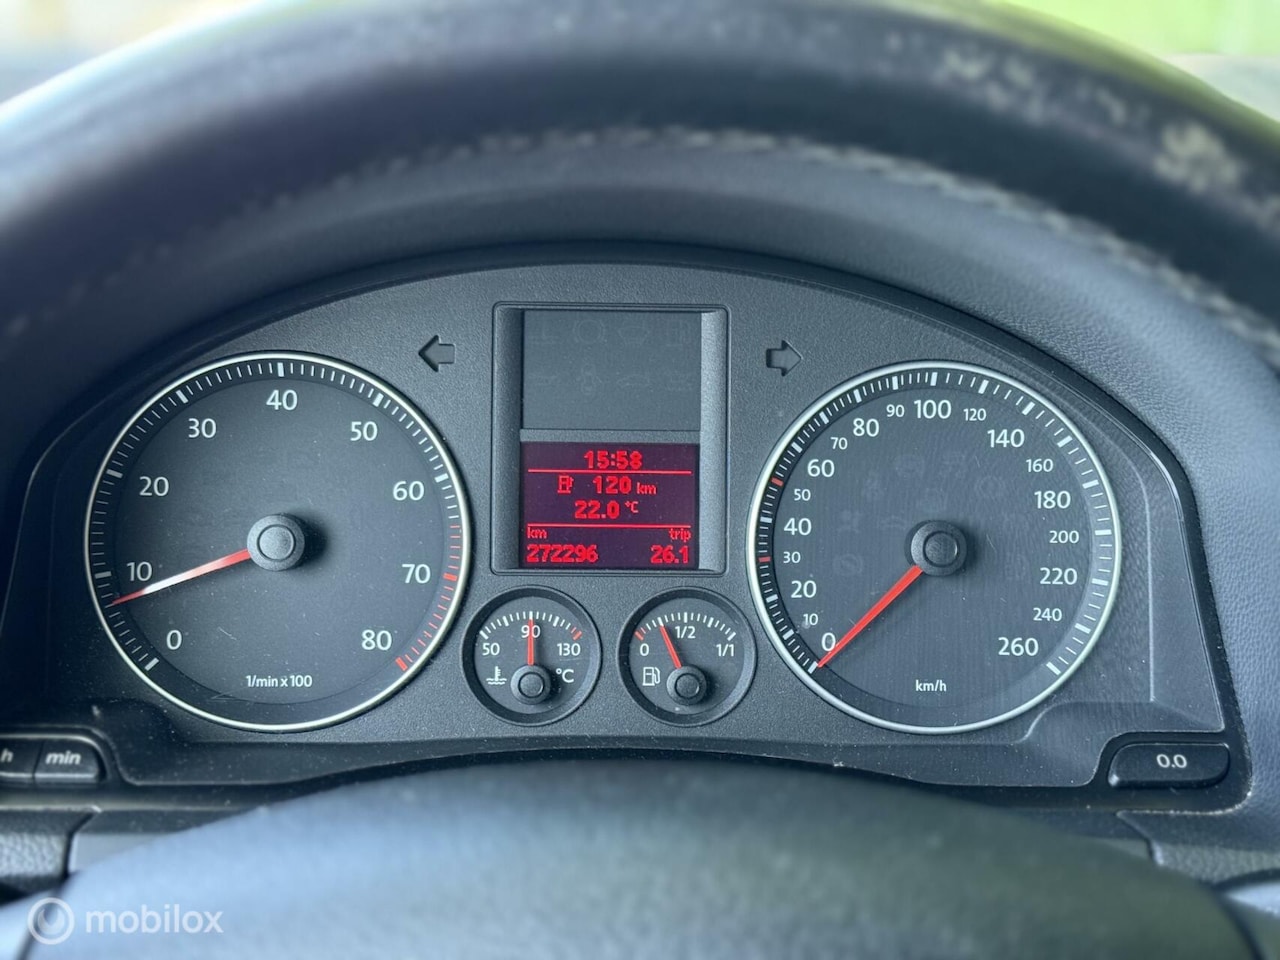 40
30
50
20
60
10
70
0
80
1/min x 100
15:58
120 km
22.0 °C
km trip
272296 26.1
50 90 130
°C
0 1/2 1/1
90 100 120
80
70 140
60 160
50 180
40 200
30 220
20 240
10
0 260
km/h
h min
0.0
mobilox